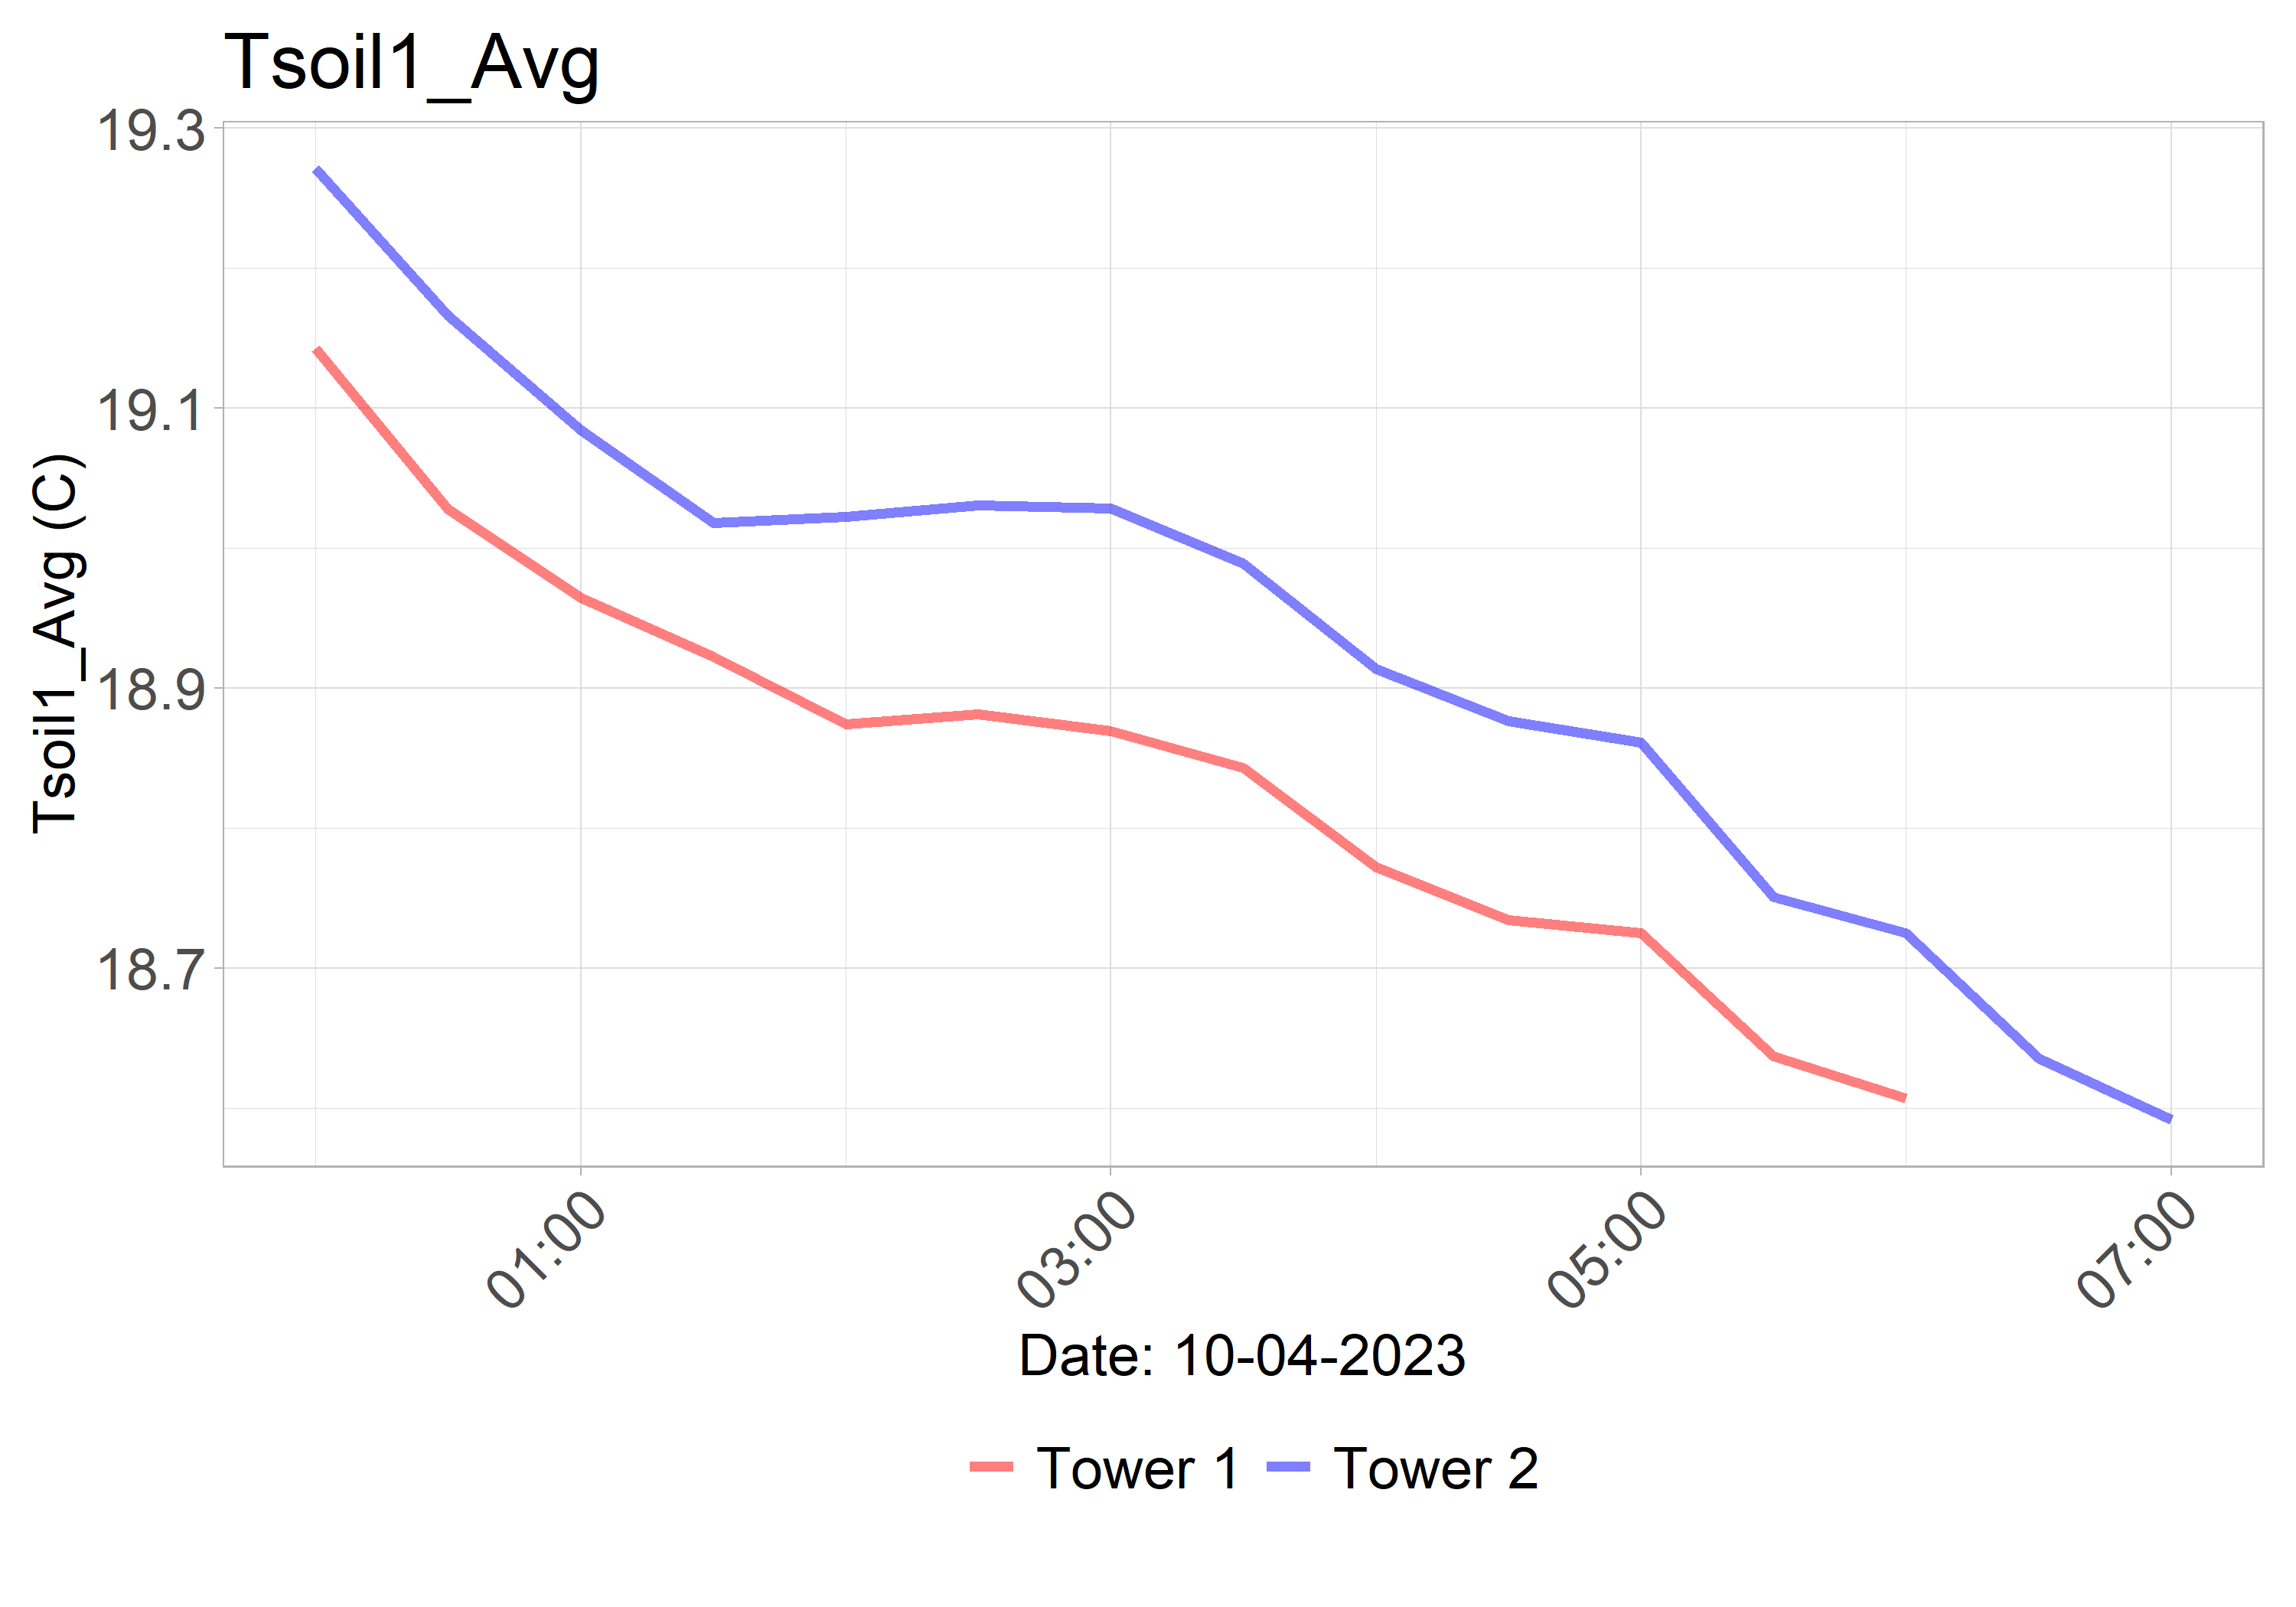 Tsoil1_Avg
Tsoil1_Avg (C)
19.3
19.1
18.9
18.7
01:00
03:00
05:00
07:00
Date: 10-04-2023
Tower 1
Tower 2